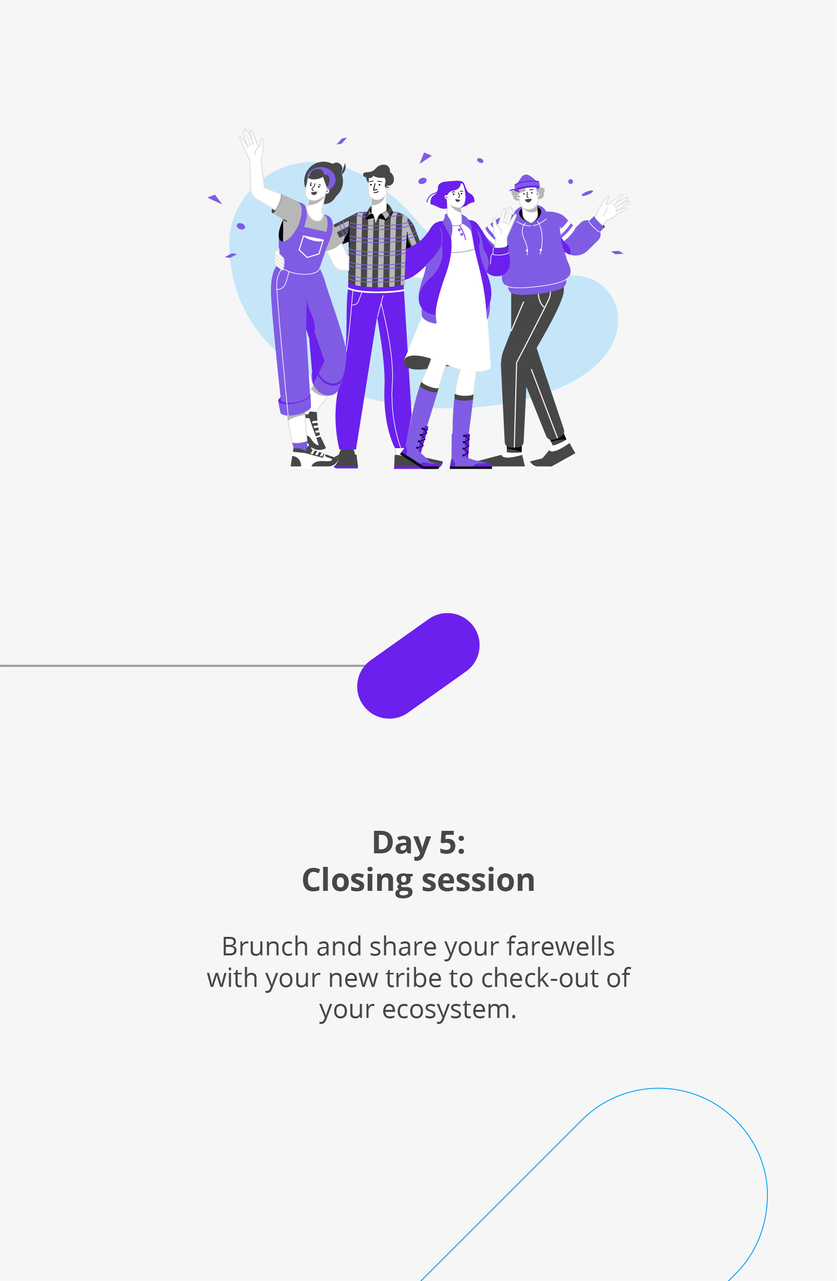 Day 5:
Closing session
Brunch and share your farewells
with your new tribe to check-out of
your ecosystem.